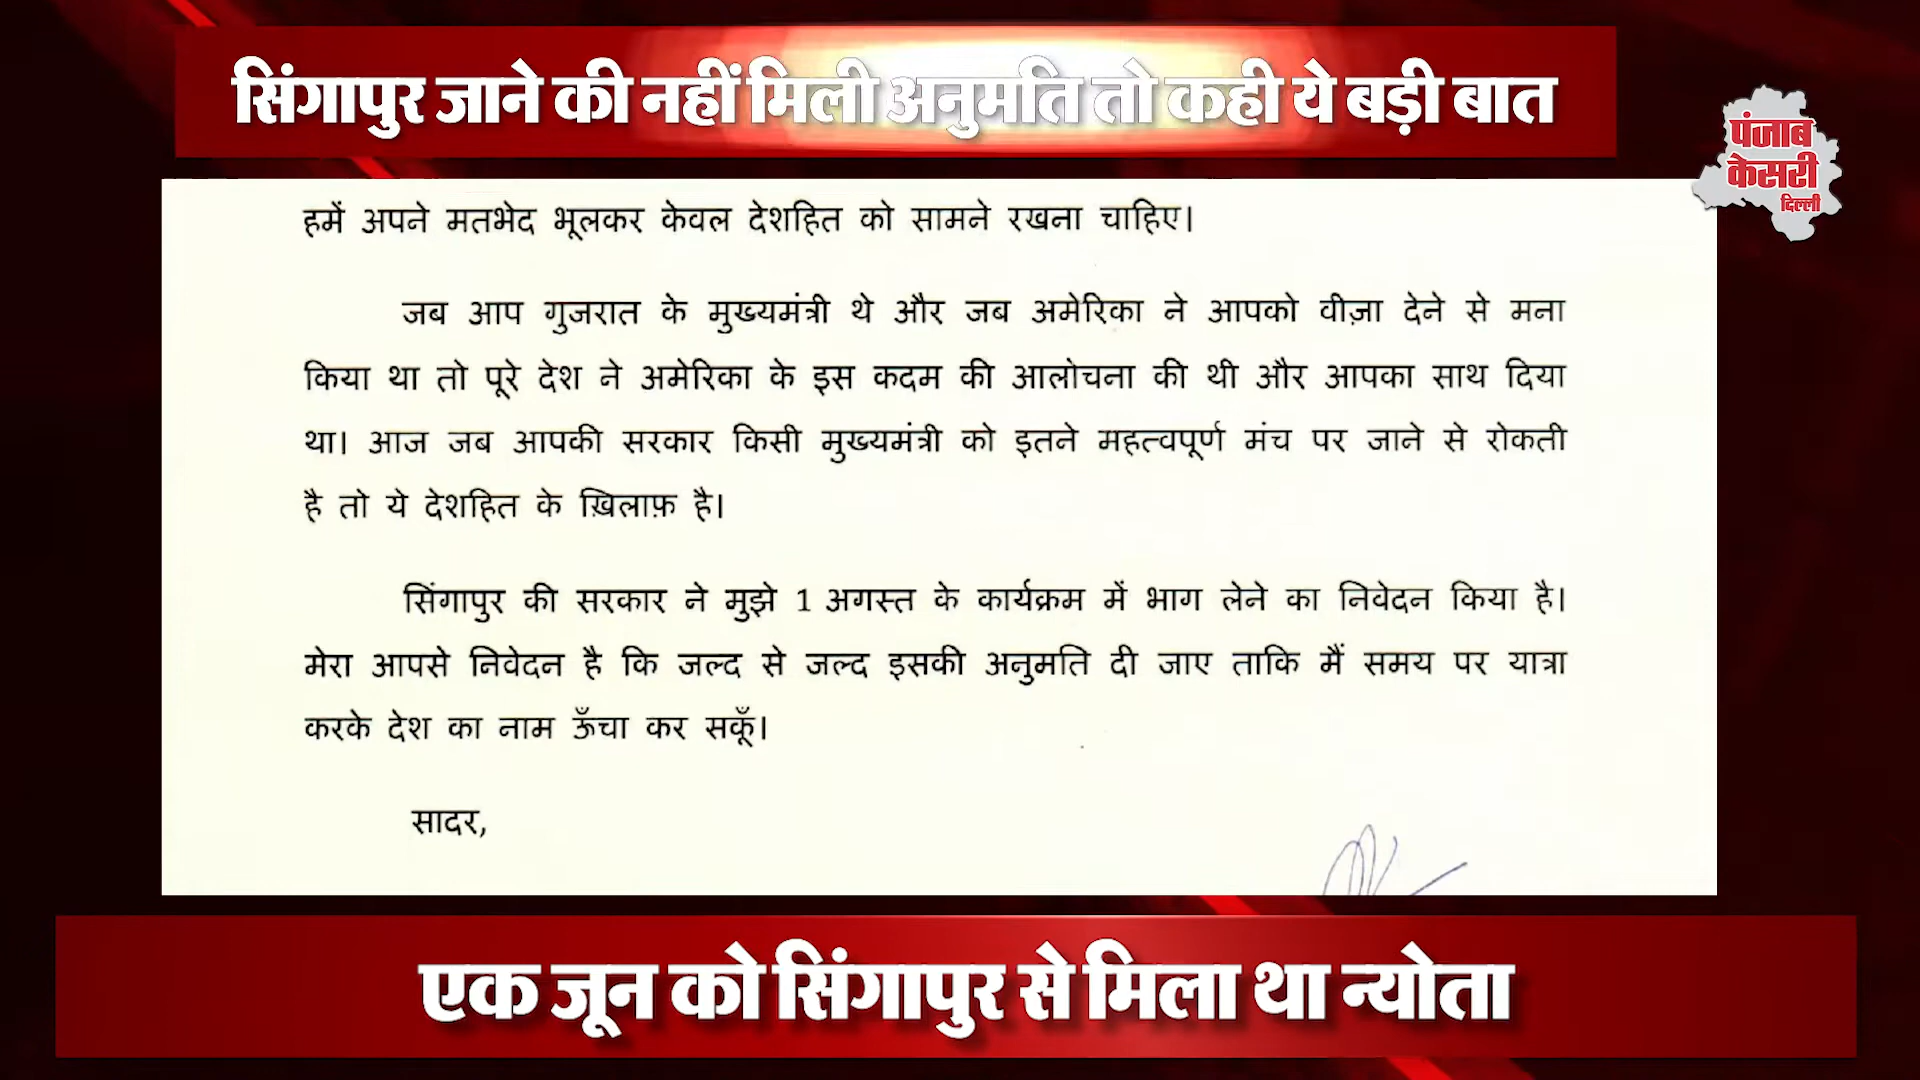 सिंगापुर जाने की नहीं मिली अनुमति तो कही ये बड़ी बात
पंजाब
केसरी
दिल्ली
हमें अपने मतभेद भूलकर केवल देशहित को सामने रखना चाहिए।
जब आप गुजरात के मुख्यमंत्री थे और जब अमेरिका ने आपको वीज़ा देने से मना
किया था तो पूरे देश ने अमेरिका के इस कदम की आलोचना की थी और आपका साथ दिया
था। आज जब आपकी सरकार किसी मुख्यमंत्री को इतने महत्वपूर्ण मंच पर जाने से रोकती
है तो ये देशहित के ख़िलाफ़ है।
सिंगापुर की सरकार ने मुझे 1 अगस्त के कार्यक्रम में भाग लेने का निवेदन किया है।
मेरा आपसे निवेदन है कि जल्द से जल्द इसकी अनुमति दी जाए ताकि मैं समय पर यात्रा
करके देश का नाम ऊँचा कर सकूँ।
सादर,
एक जून को सिंगापुर से मिला था न्योता